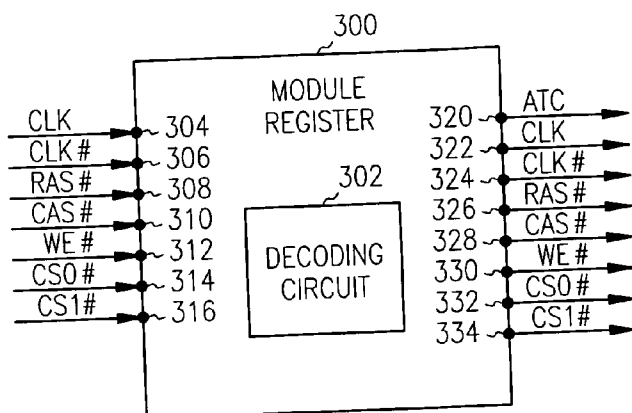 300
MODULE
REGISTER
CLK 304
CLK# 306
RAS# 308
CAS# 310
WE# 312
CS0# 314
CS1# 316
302
DECODING
CIRCUIT
320 ATC
322 CLK
324 CLK#
326 RAS#
328 CAS#
330 WE#
332 CS0#
334 CS1#